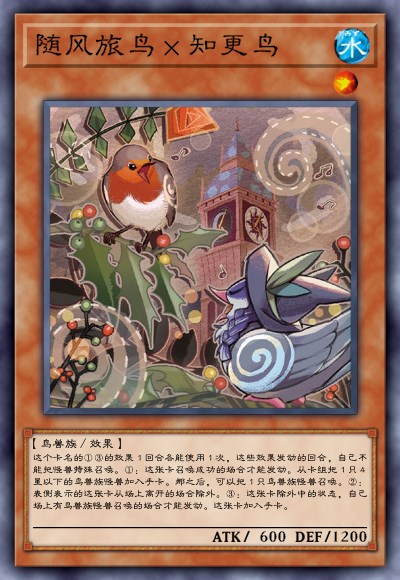 随风旅鸟×知更鸟
水
【鸟兽族/效果】
这个卡名的①③的效果1回合各能使用1次，这些效果发动的回合，自己不
能把怪兽特殊召唤。①：这张卡召唤成功的场合才能发动。从卡组把1只4
星以下的鸟兽族怪兽加入手卡。那之后，可以把1只鸟兽族怪兽召唤。②：
表侧表示的这张卡从场上离开的场合除外。③：这张卡除外中的状态，自己
场上有鸟兽族怪兽召唤的场合才能发动。这张卡加入手卡。
ATK/ 600 DEF/1200